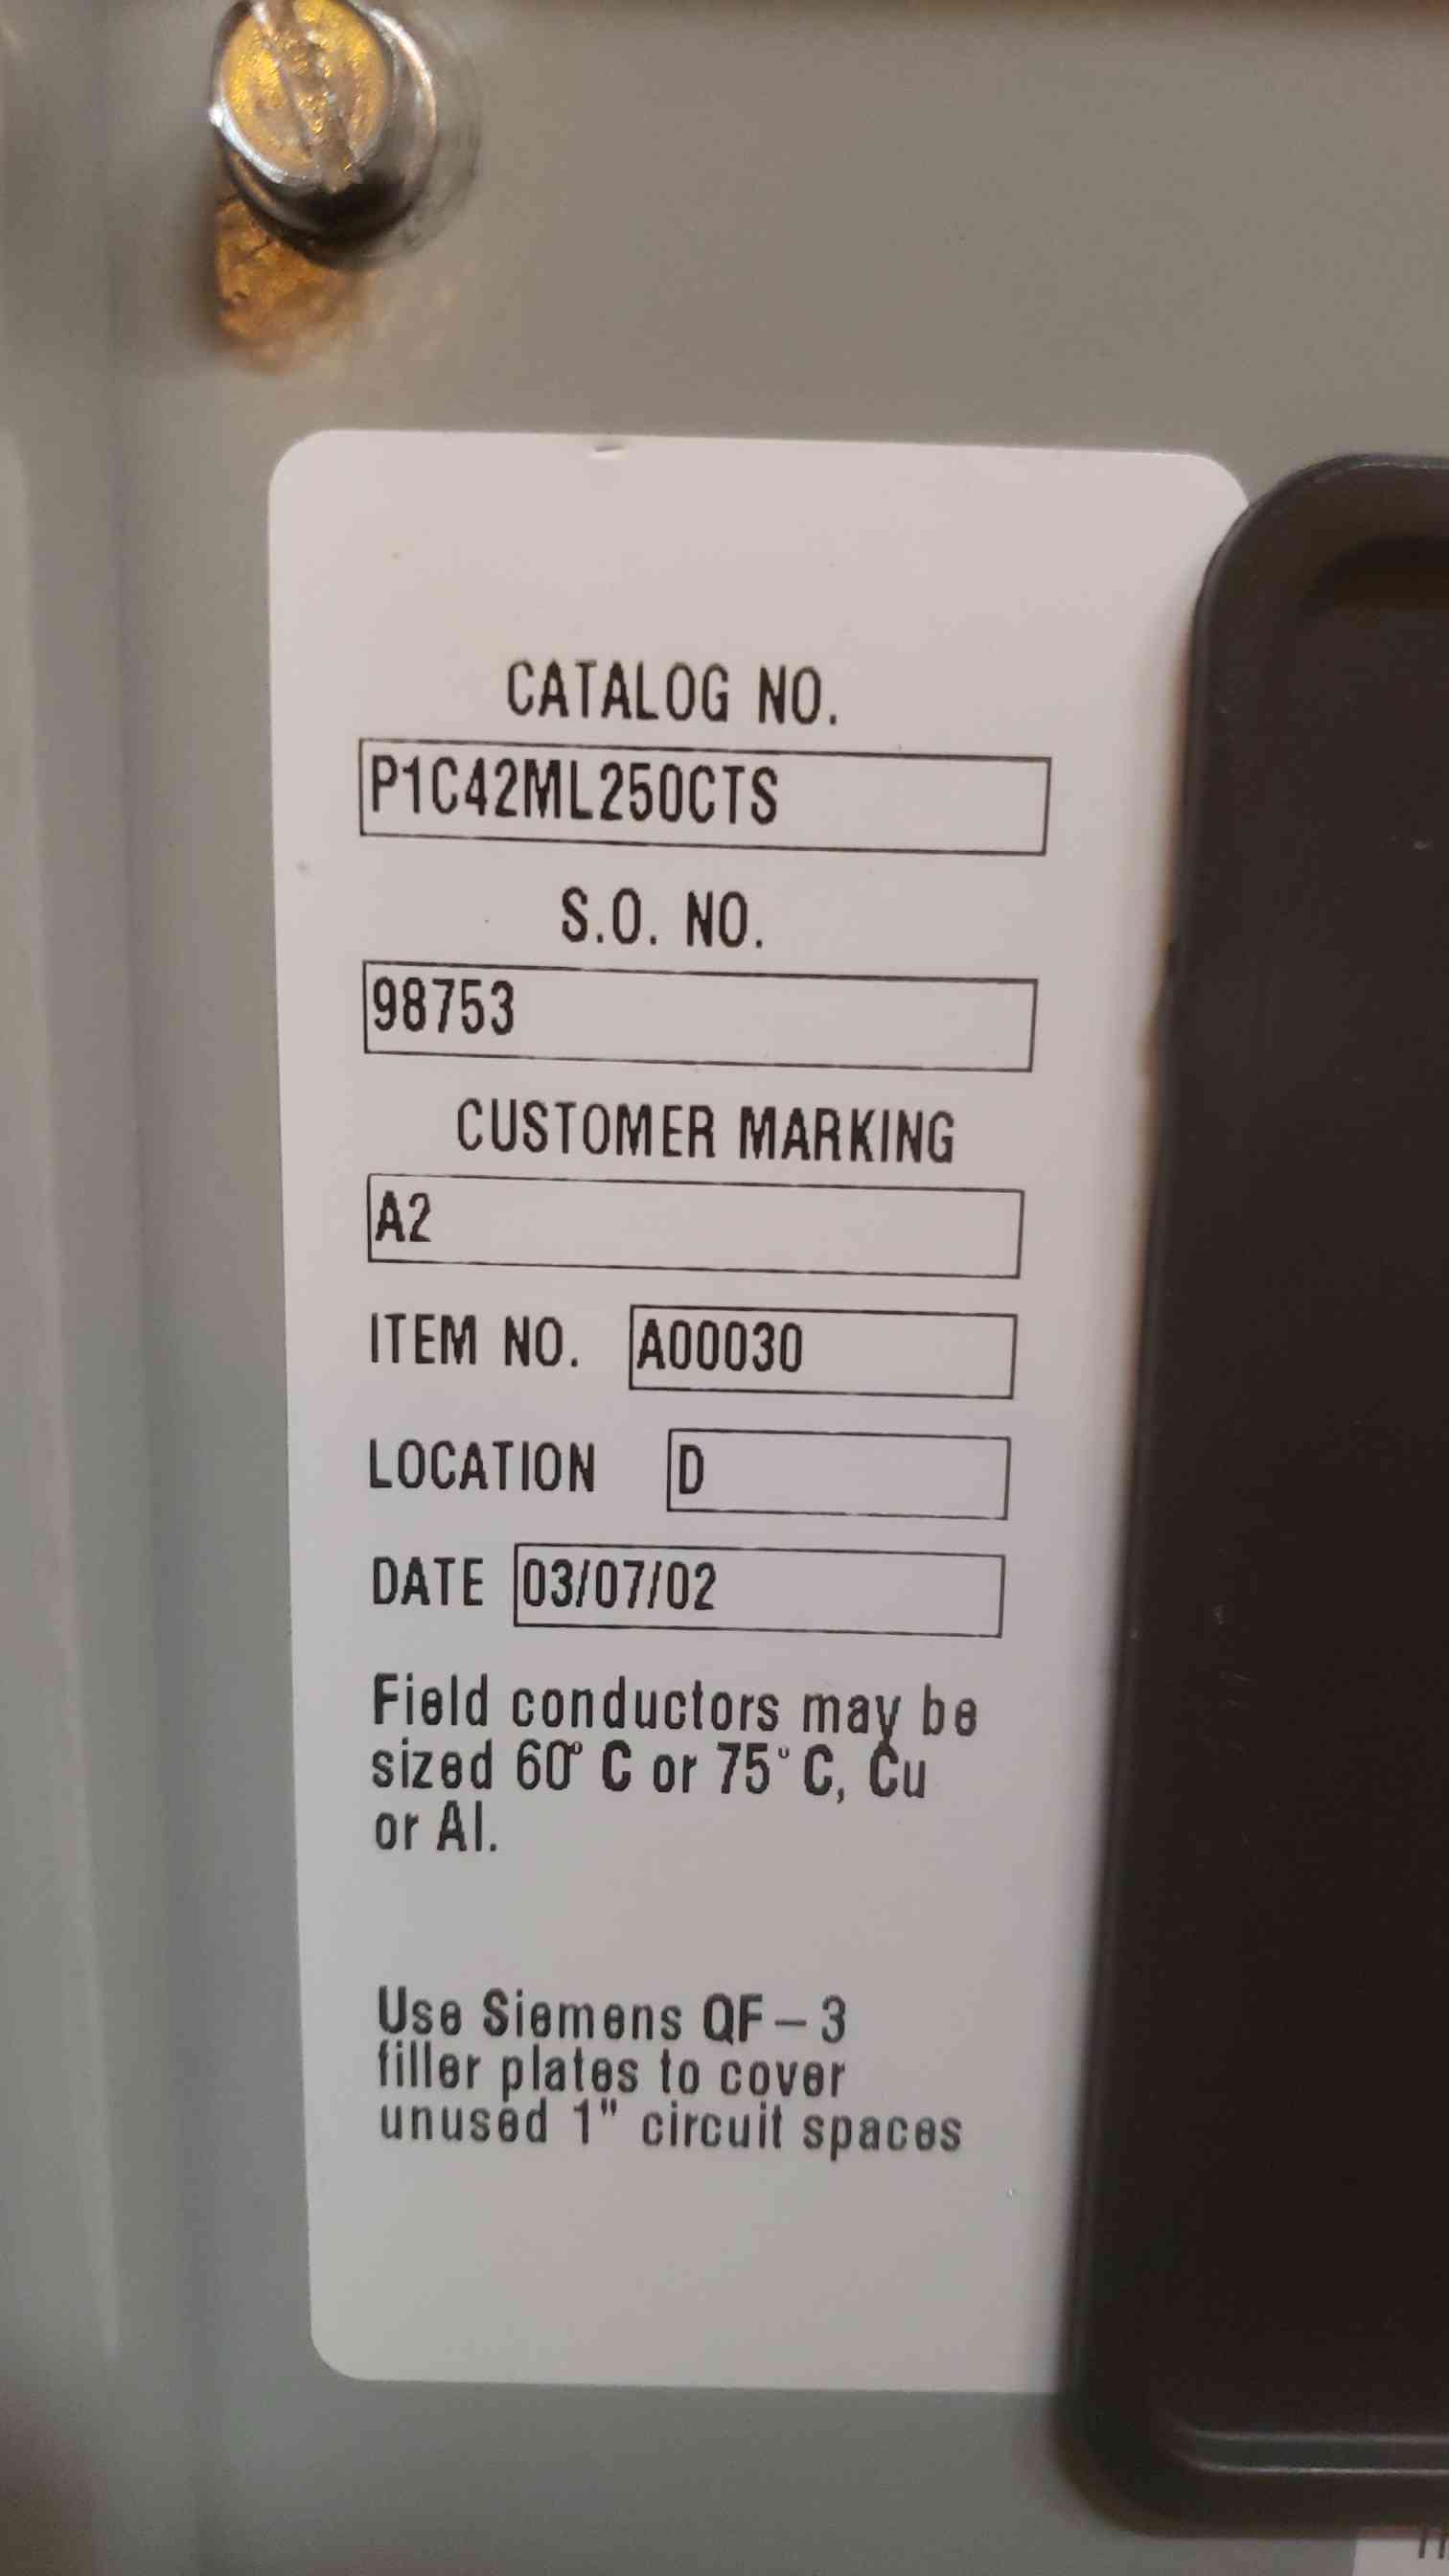 CATALOG NO.
P1C42ML250CTS
S.O. NO.
98753
CUSTOMER MARKING
A2
ITEM NO. A00030
LOCATION D
DATE 03/07/02
Field conductors may be
sized 60° C or 75° C, Cu
or Al.
Use Siemens QF-3
filler plates to cover
unused 1" circuit spaces